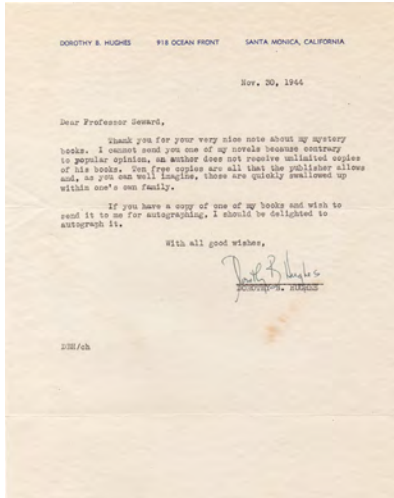 DOROTHY B. HUGHES 918 OCEAN FRONT SANTA MONICA, CALIFORNIA
Nov. 20, 1944
Dear Professor Seward,
Thank you for your very nice note about my mystery
books. I cannot send you one of my novels because contrary
to popular opinion, an author does not receive unlimited copies
of his books. Ten free copies are all that the publisher allows
and, as you can well imagine, those are quickly swallowed up
within one's own family.
If you have a copy of one of my books and wish to
send it to me for autographing, I should be delighted to
autograph it.
With all good wishes,
Dorothy B Hughes
DOROTHY B. HUGHES
DBH/ch